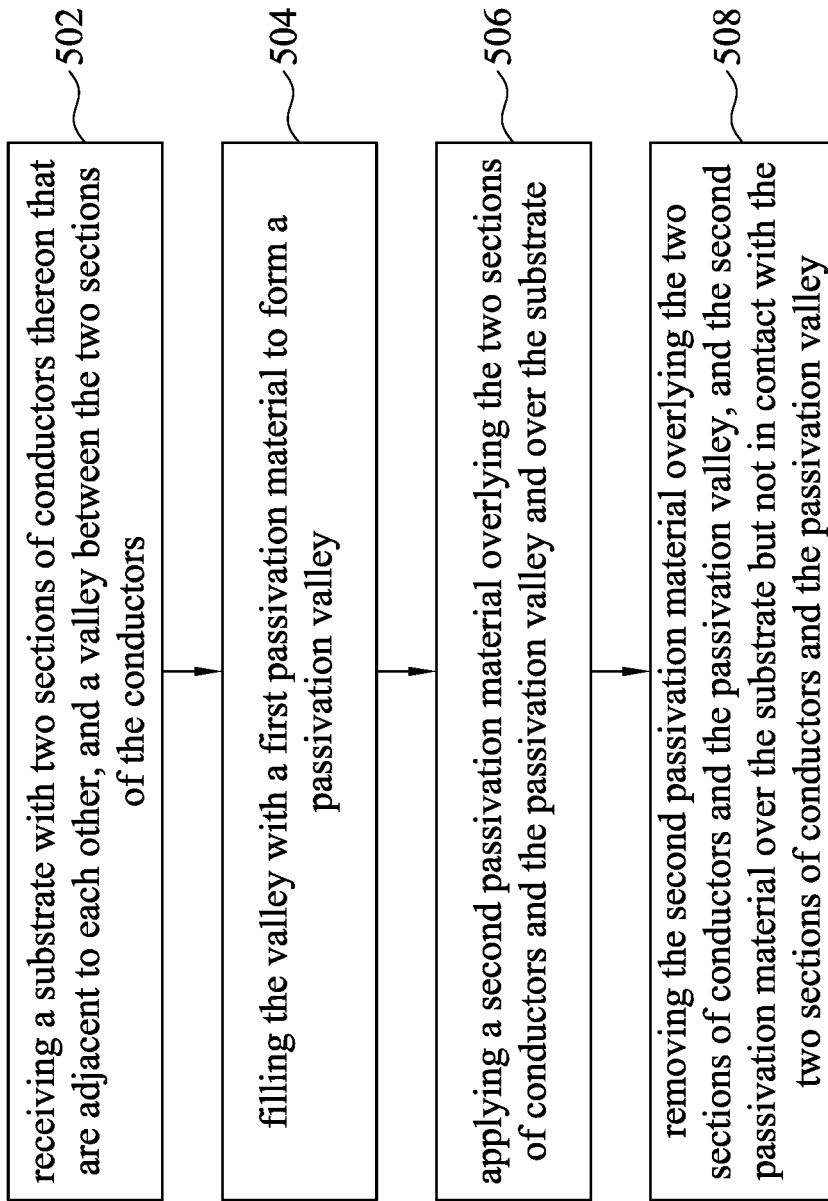 receiving a substrate with two sections of conductors thereon that
are adjacent to each other, and a valley between the two sections
of the conductors
502
filling the valley with a first passivation material to form a
passivation valley
504
applying a second passivation material overlying the two sections
of conductors and the passivation valley and over the substrate
506
removing the second passivation material overlying the two
sections of conductors and the passivation valley, and the second
passivation material over the substrate but not in contact with the
two sections of conductors and the passivation valley
508